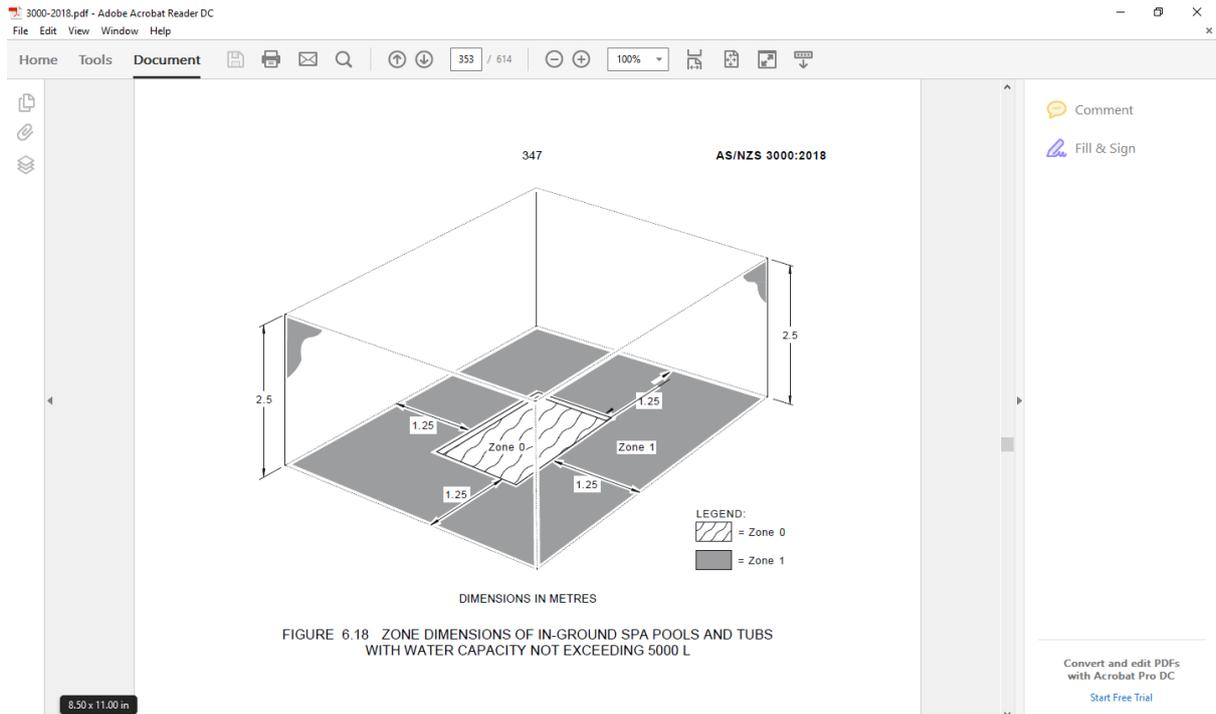 3000-2018.pdf - Adobe Acrobat Reader DC
File Edit View Window Help
Home Tools Document 353 / 614 100%
Comment
Fill & Sign
347 AS/NZS 3000:2018
2.5
2.5
1.25
1.25
Zone 0
Zone 1
1.25
1.25
LEGEND:
= Zone 0
= Zone 1
DIMENSIONS IN METRES
FIGURE 6.18 ZONE DIMENSIONS OF IN-GROUND SPA POOLS AND TUBS
WITH WATER CAPACITY NOT EXCEEDING 5000 L
Convert and edit PDFs
with Acrobat Pro DC
Start Free Trial
8.50 x 11.00 in